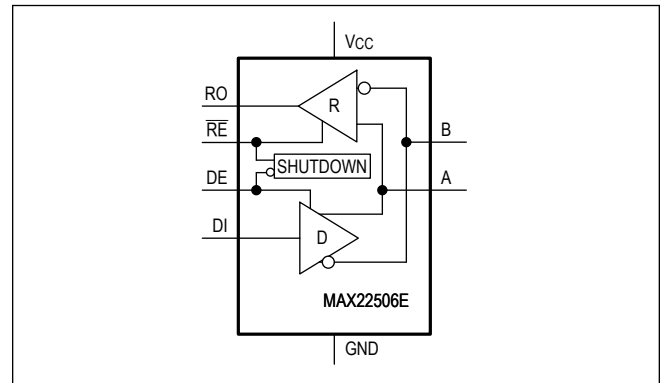 VCC
RO
R
RE
B
SHUTDOWN
DE
A
DI
D
MAX22506E
GND